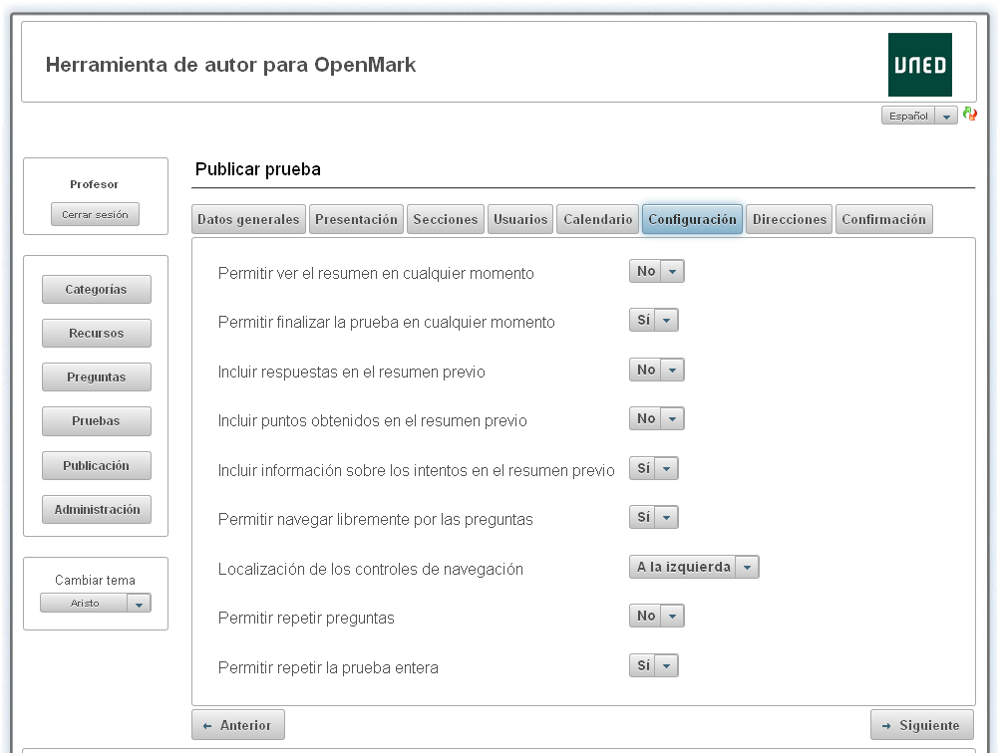 Herramienta de autor para OpenMark
UNED
Español
Profesor
Cerrar sesión
Categorías
Recursos
Preguntas
Pruebas
Publicación
Administración
Cambiar tema
Aristo
Publicar prueba
Datos generales Presentación Secciones Usuarios Calendario Configuración Direcciones Confirmación
Permitir ver el resumen en cualquier momento No
Permitir finalizar la prueba en cualquier momento Sí
Incluir respuestas en el resumen previo No
Incluir puntos obtenidos en el resumen previo No
Incluir información sobre los intentos en el resumen previo Sí
Permitir navegar libremente por las preguntas Sí
Localización de los controles de navegación A la izquierda
Permitir repetir preguntas No
Permitir repetir la prueba entera Sí
Anterior Siguiente